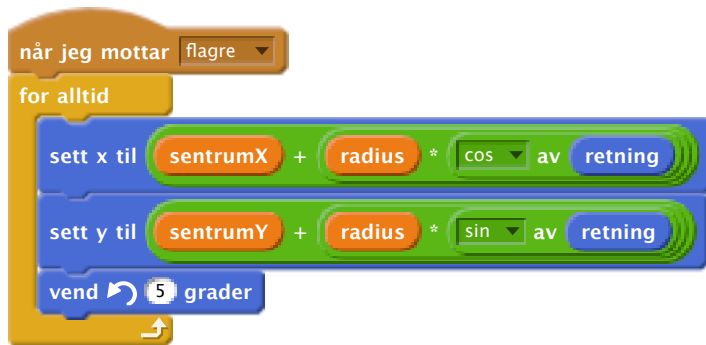 når jeg mottar flagre
for alltid
sett x til sentrumX + radius * cos av retning
sett y til sentrumY + radius * sin av retning
vend 5 grader